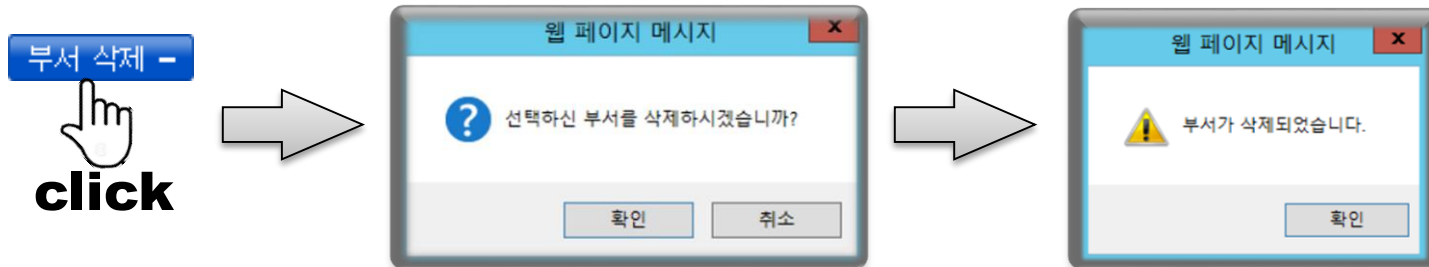 부서 삭제 −
click
웹 페이지 메시지
x
? 선택하신 부서를 삭제하시겠습니까?
확인 취소
웹 페이지 메시지
x
! 부서가 삭제되었습니다.
확인